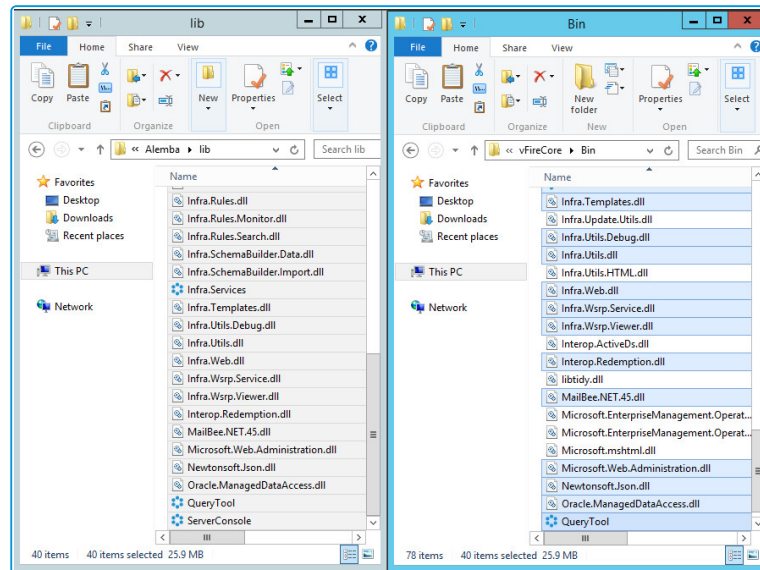 lib
File Home Share View
Copy Paste New Properties Select
Clipboard Organize Open
« Alemba ▸ lib Search lib
Favorites
Desktop
Downloads
Recent places
This PC
Network
Name
Infra.Rules.dll
Infra.Rules.Monitor.dll
Infra.Rules.Search.dll
Infra.SchemaBuilder.Data.dll
Infra.SchemaBuilder.Import.dll
Infra.Services
Infra.Templates.dll
Infra.Utils.Debug.dll
Infra.Utils.dll
Infra.Web.dll
Infra.Wsrp.Service.dll
Infra.Wsrp.Viewer.dll
Interop.Redemption.dll
MailBee.NET.45.dll
Microsoft.Web.Administration.dll
Newtonsoft.Json.dll
Oracle.ManagedDataAccess.dll
QueryTool
ServerConsole
40 items 40 items selected 25.9 MB
Bin
File Home Share View
Copy Paste New folder Properties Select
Clipboard Organize New Open
« vFireCore ▸ Bin Search Bin
Favorites
Desktop
Downloads
Recent places
This PC
Network
Name
Infra.Templates.dll
Infra.Update.Utils.dll
Infra.Utils.Debug.dll
Infra.Utils.dll
Infra.Utils.HTML.dll
Infra.Web.dll
Infra.Wsrp.Service.dll
Infra.Wsrp.Viewer.dll
Interop.ActiveDs.dll
Interop.Redemption.dll
libtidy.dll
MailBee.NET.45.dll
Microsoft.EnterpriseManagement.Operat...
Microsoft.EnterpriseManagement.Operat...
Microsoft.mshtml.dll
Microsoft.Web.Administration.dll
Newtonsoft.Json.dll
Oracle.ManagedDataAccess.dll
QueryTool
78 items 40 items selected 25.9 MB